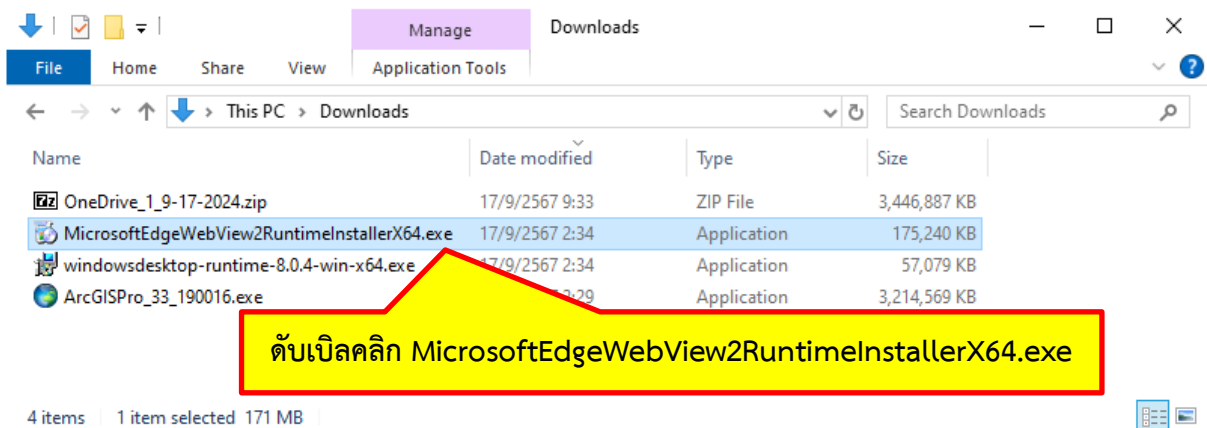 Manage Downloads
File Home Share View Application Tools
This PC > Downloads Search Downloads
Name Date modified Type Size
OneDrive_1_9-17-2024.zip 17/9/2567 9:33 ZIP File 3,446,887 KB
MicrosoftEdgeWebView2RuntimeInstallerX64.exe 17/9/2567 2:34 Application 175,240 KB
windowsdesktop-runtime-8.0.4-win-x64.exe 17/9/2567 2:34 Application 57,079 KB
ArcGISPro_33_190016.exe 2:29 Application 3,214,569 KB
ดับเบิลคลิก MicrosoftEdgeWebView2RuntimeInstallerX64.exe
4 items 1 item selected 171 MB